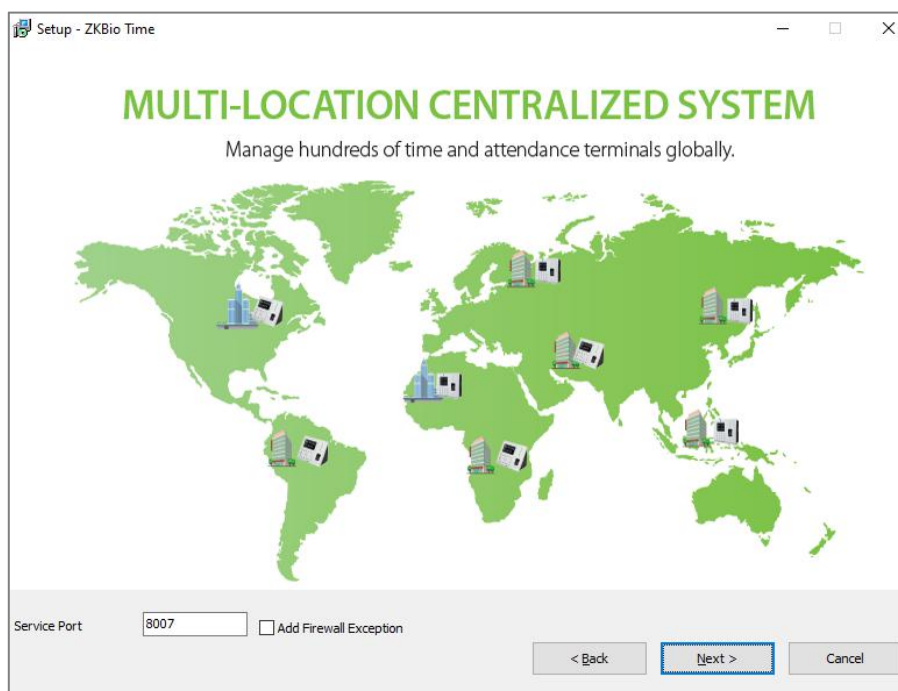 Setup - ZKBio Time
MULTI-LOCATION CENTRALIZED SYSTEM
Manage hundreds of time and attendance terminals globally.
Service Port 8007 Add Firewall Exception
< Back Next > Cancel